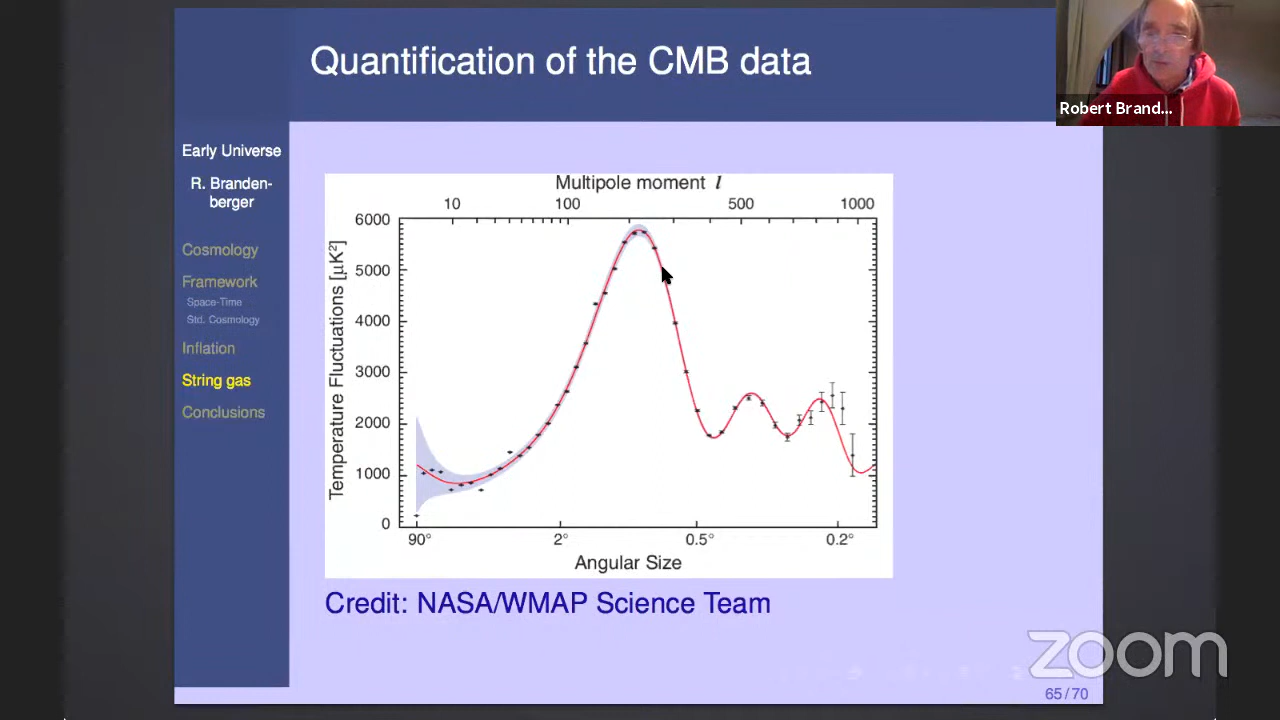 Quantification of the CMB data
Robert Brand...
Early Universe
R. Branden-
berger
Cosmology
Framework
Space-Time
Std. Cosmology
Inflation
String gas
Conclusions
Multipole moment l
10 100 500 1000
Temperature Fluctuations [μK²]
6000
5000
4000
3000
2000
1000
0
90° 2° 0.5° 0.2°
Angular Size
Credit: NASA/WMAP Science Team
zoom
65/70